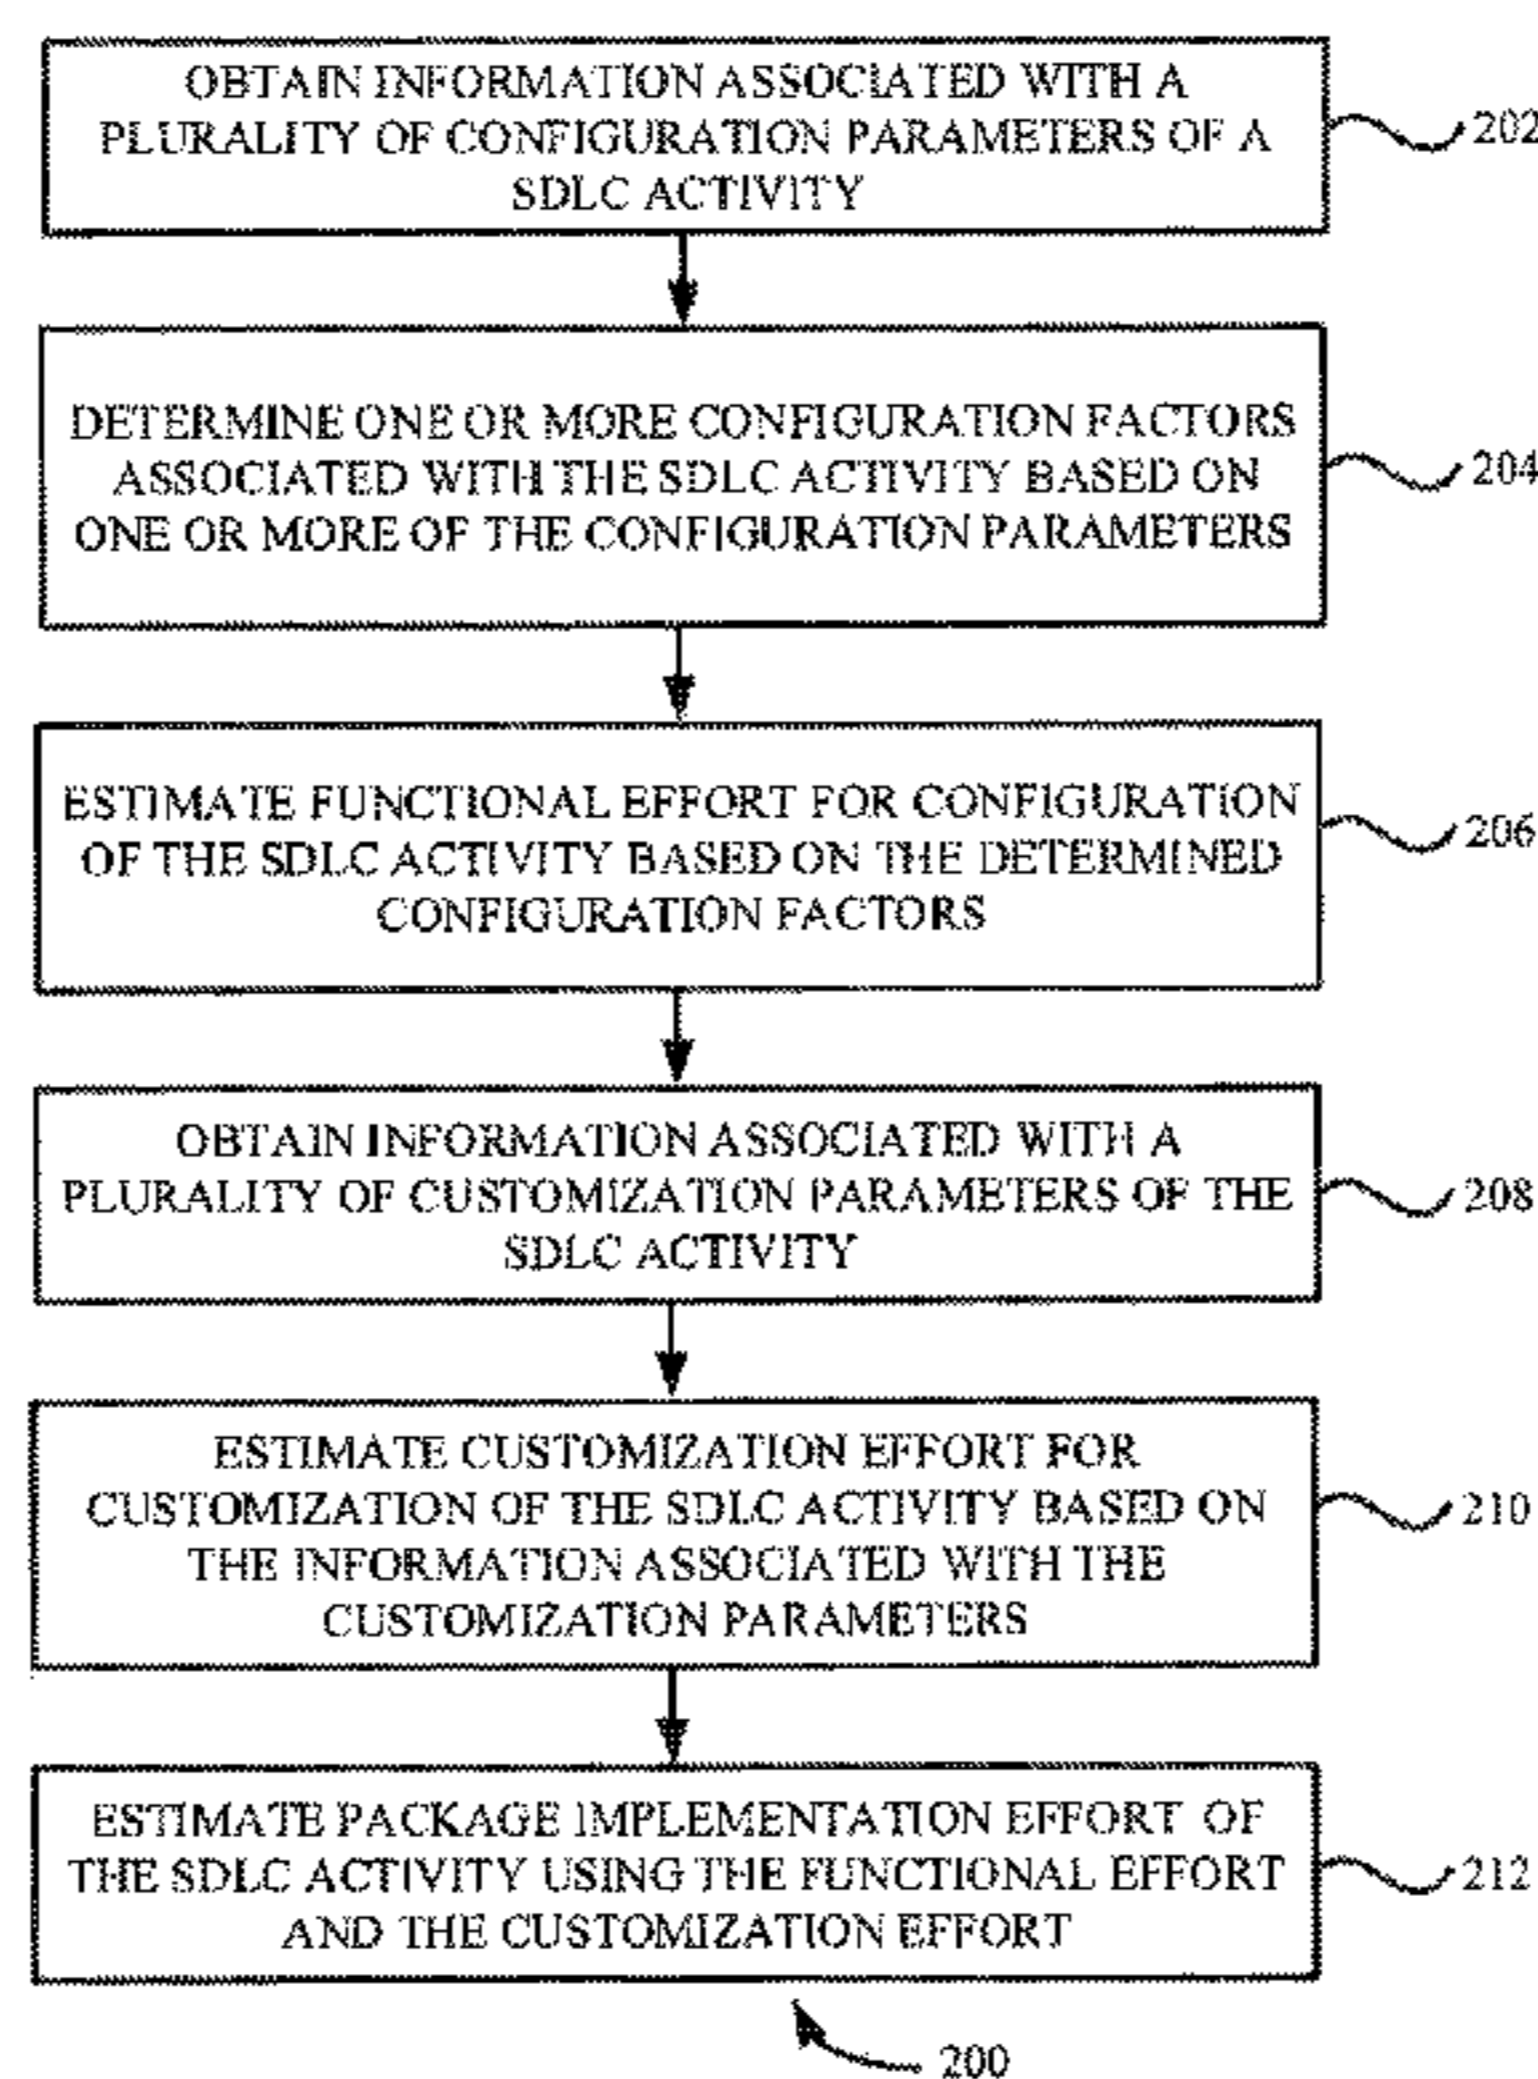 OBTAIN INFORMATION ASSOCIATED WITH A
PLURALITY OF CONFIGURATION PARAMETERS OF A
SDLC ACTIVITY
202
DETERMINE ONE OR MORE CONFIGURATION FACTORS
ASSOCIATED WITH THE SDLC ACTIVITY BASED ON
ONE OR MORE OF THE CONFIGURATION PARAMETERS
204
ESTIMATE FUNCTIONAL EFFORT FOR CONFIGURATION
OF THE SDLC ACTIVITY BASED ON THE DETERMINED
CONFIGURATION FACTORS
206
OBTAIN INFORMATION ASSOCIATED WITH A
PLURALITY OF CUSTOMIZATION PARAMETERS OF THE
SDLC ACTIVITY
208
ESTIMATE CUSTOMIZATION EFFORT FOR
CUSTOMIZATION OF THE SDLC ACTIVITY BASED ON
THE INFORMATION ASSOCIATED WITH THE
CUSTOMIZATION PARAMETERS
210
ESTIMATE PACKAGE IMPLEMENTATION EFFORT OF
THE SDLC ACTIVITY USING THE FUNCTIONAL EFFORT
AND THE CUSTOMIZATION EFFORT
212
200